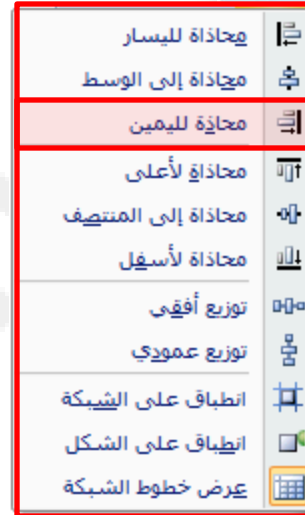 محاذاة لليسار
محاذاة إلى الوسط
محاذة لليمين
محاذاة لأعلى
محاذاة إلى المنتصف
محاذاة لأسفل
توزيع أفقي
توزيع عمودي
انطباق على الشبكة
انطباق على الشكل
عرض خطوط الشبكة